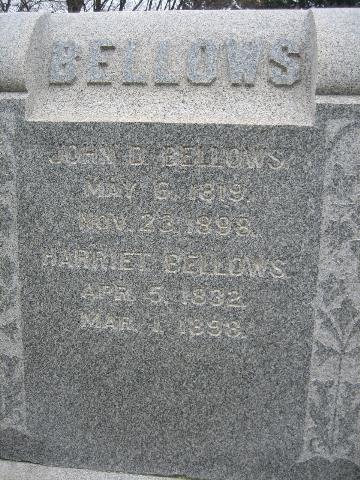 BELLOWS
JOHN D. BELLOWS.
MAY 6, 1819.
NOV. 23, 1898.
HARRIET BELLOWS.
APR. 5, 1832.
MAR. 1, 1898.